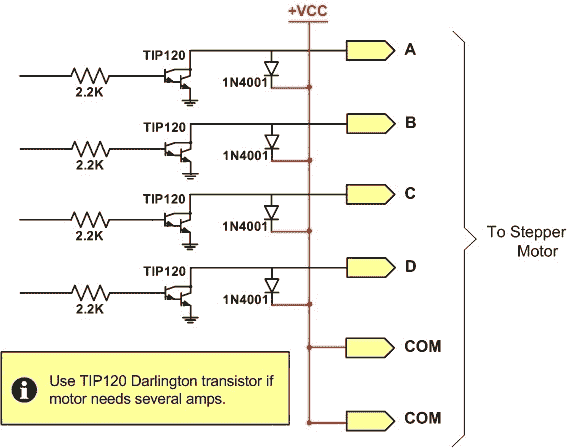 +VCC
TIP120
A
2.2K
1N4001
TIP120
B
2.2K
1N4001
TIP120
C
2.2K
1N4001
To Stepper
Motor
TIP120
D
2.2K
1N4001
COM
Use TIP120 Darlington transistor if
motor needs several amps.
COM